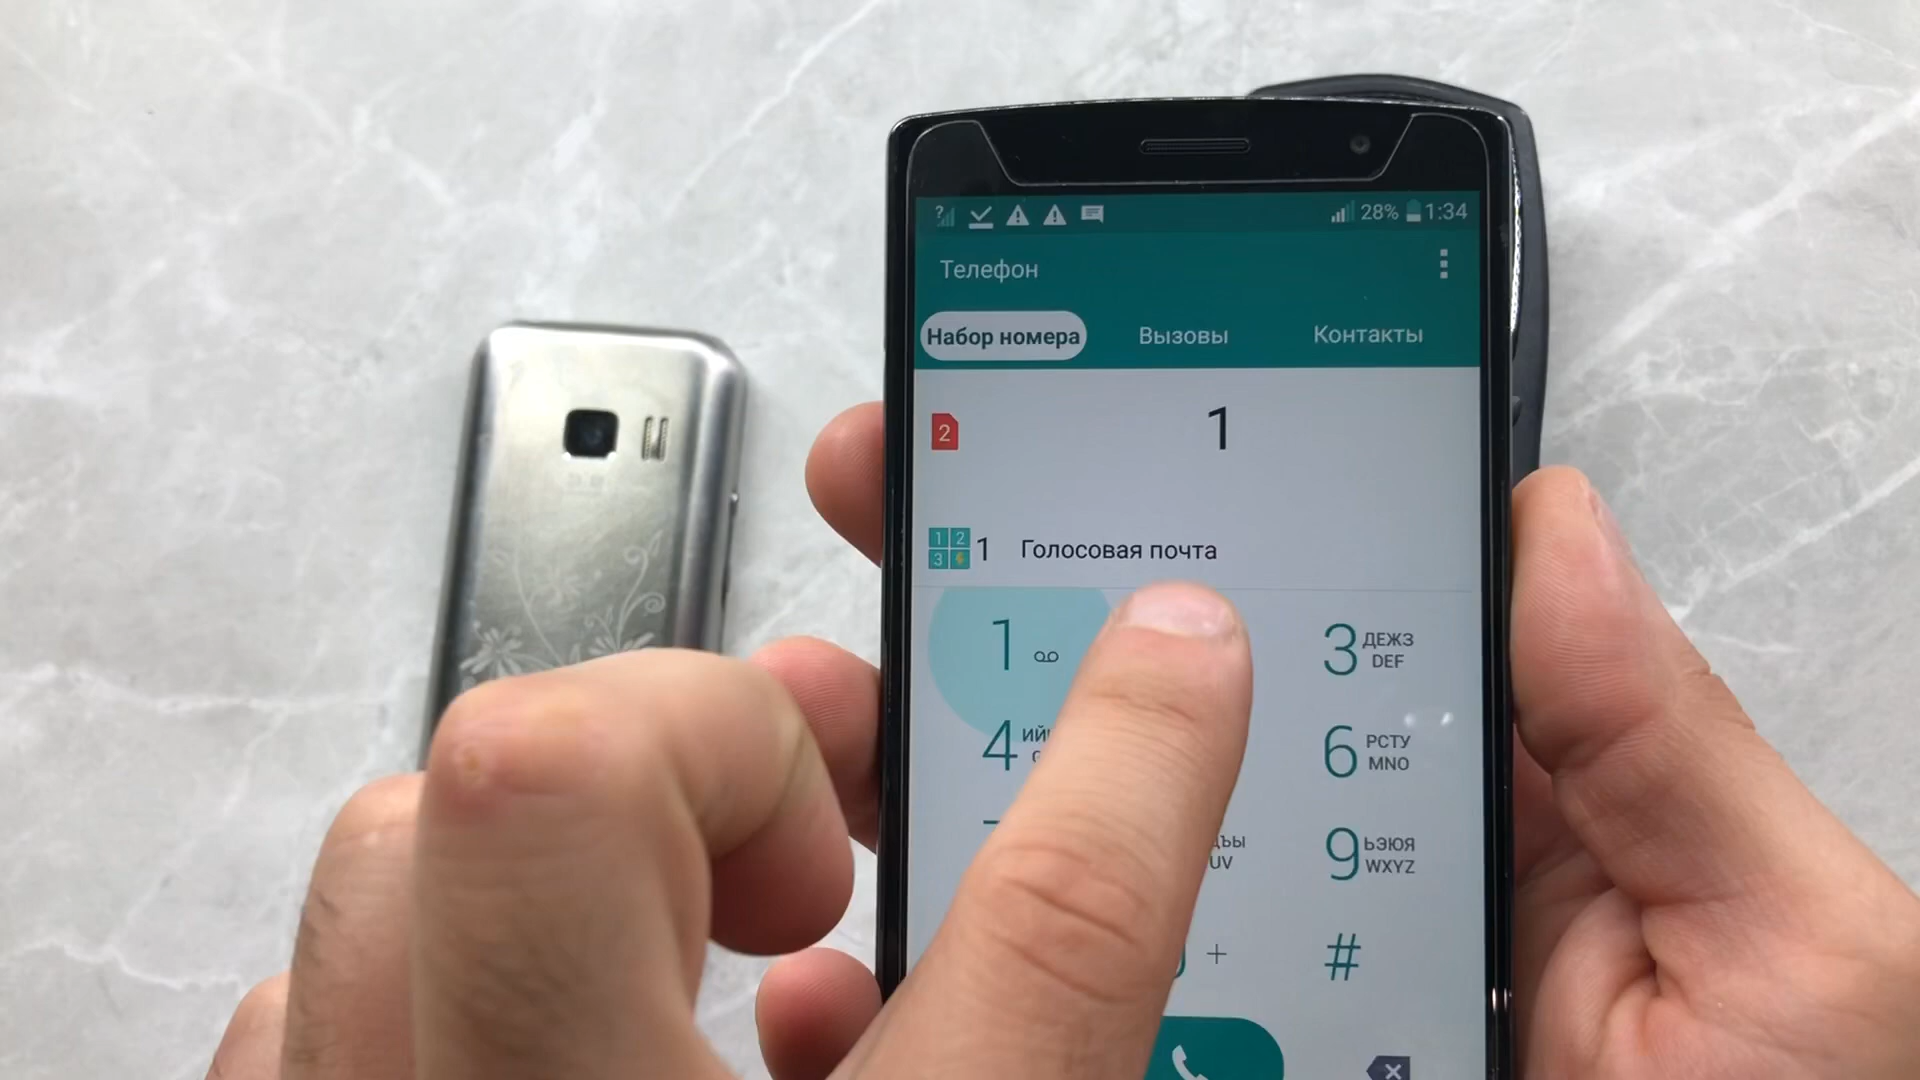 ? 28% 1:34
Телефон
Набор номера Вызовы Контакты
2 1
1 2
3
1 Голосовая почта
1 3 ДЕЖЗ
DEF
4 6 РСТУ
MNO
9 ЬЭЮЯ
WXYZ
+ #